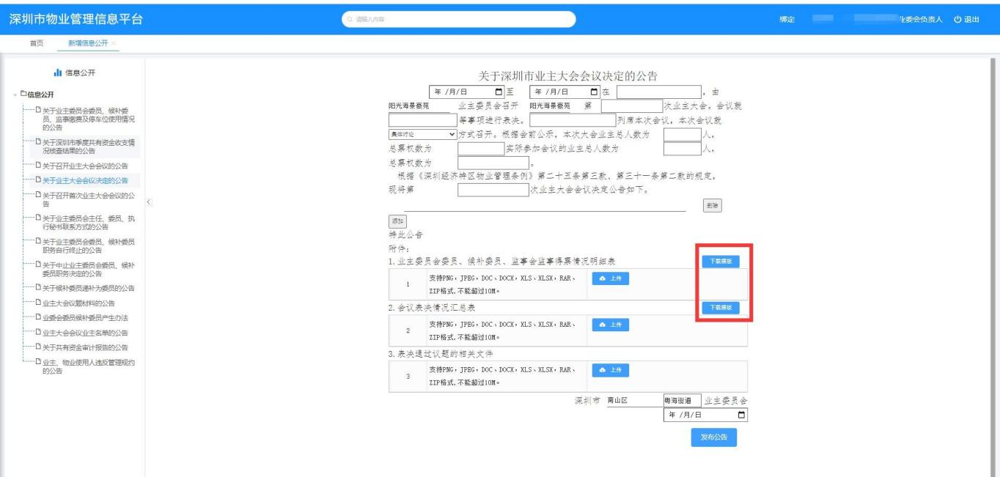 深圳市物业管理信息平台
请输入内容
绑定
业委会负责人
退出
首页
新增信息公开 ×
信息公开
信息公开
关于业主委员会委员、候补委
员、监事缴费及停车位使用情况
的公告
关于深圳市季度共有资金收支情
况核查结果的公告
关于召开业主大会会议的公告
关于业主大会会议决定的公告
关于召开首次业主大会会议的公
告
关于业主委员会主任、委员、执
行秘书联系方式的公告
关于业主委员会委员、候补委员
职务自行终止的公告
关于中止业主委员会委员、候补
委员职务决定的公告
关于候补委员递补为委员的公告
业主大会议题材料的公告
业委会委员候补委员产生办法
业主大会会议业主名单的公告
关于共有资金审计报告的公告
业主、物业使用人违反管理规约
的公告
关于深圳市业主大会会议决定的公告
年 /月/日 至 年 /月/日 在 ，由
阳光海景豪苑 业主委员会召开 阳光海景豪苑 第 次业主大会。会议就
等事项进行表决。 列席本次会议，本次会议就
集体讨论 方式召开。根据会前公示，本次大会业主总人数为 人，
总票权数为 实际参加会议的业主总人数为 人，
总票权数为 。
根据《深圳经济特区物业管理条例》第二十五条第三款、第三十一条第二款的规定，
现将第 次业主大会会议决定公告如下。
删除
添加
特此公告
附件：
1.业主委员会委员、候补委员、监事会监事得票情况明细表 下载模板
1 支持PNG，JPEG，DOC、DOCX，XLS、XLSX，RAR、
ZIP格式,不能超过10M。
上传
2.会议表决情况汇总表 下载模板
2 支持PNG，JPEG，DOC、DOCX，XLS、XLSX，RAR、
ZIP格式,不能超过10M。
上传
3.表决通过议题的相关文件
3 支持PNG，JPEG，DOC、DOCX，XLS、XLSX，RAR、
ZIP格式,不能超过10M。
上传
深圳市 南山区 粤海街道 业主委员会
年 /月/日
发布公告